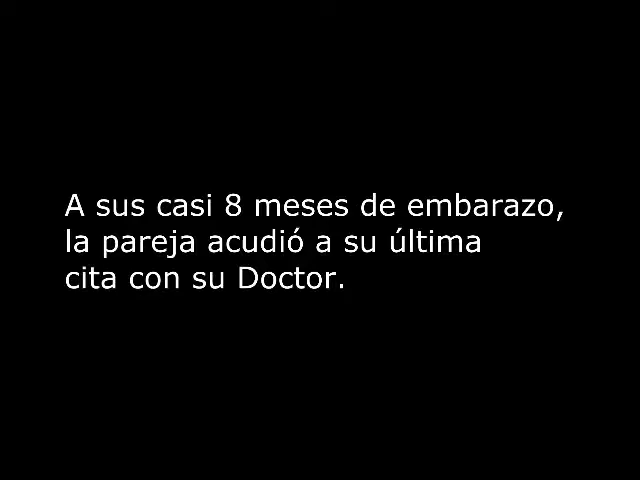 A sus casi 8 meses de embarazo,
la pareja acudió a su última
cita con su Doctor.